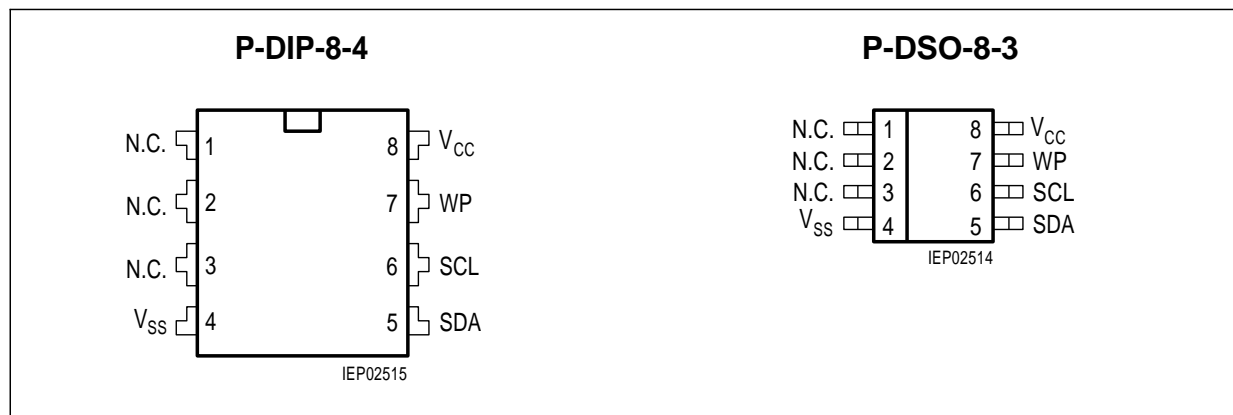 P-DIP-8-4
N.C. 1 8 VCC
N.C. 2 7 WP
N.C. 3 6 SCL
VSS 4 5 SDA
IEP02515
P-DSO-8-3
N.C. 1 8 VCC
N.C. 2 7 WP
N.C. 3 6 SCL
VSS 4 5 SDA
IEP02514